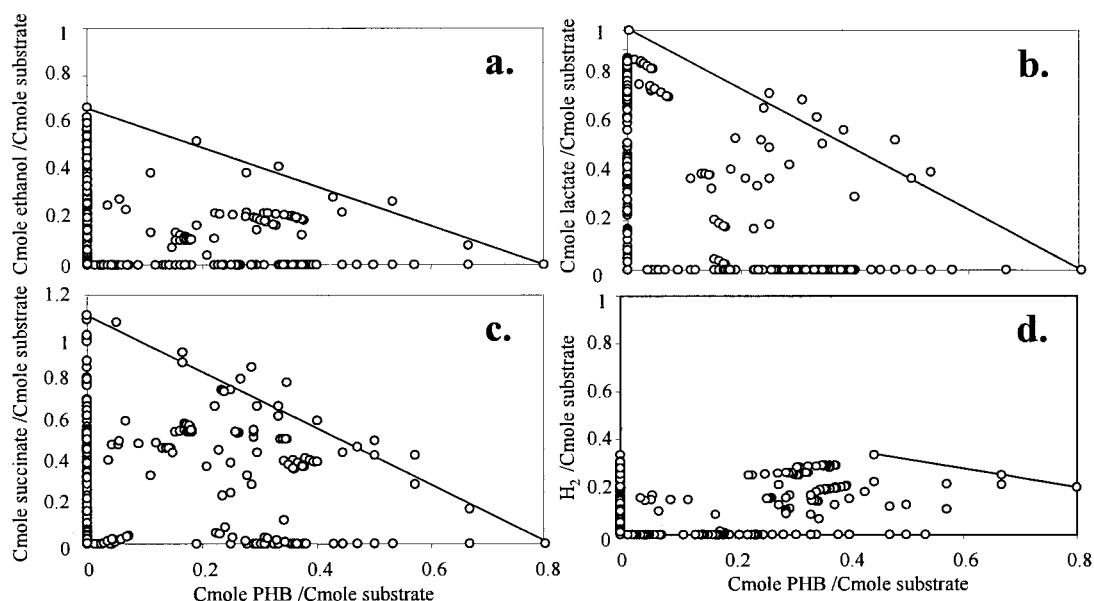 a.
Cmole ethanol /Cmole substrate
1
0.8
0.6
0.4
0.2
0
b.
Cmole lactate /Cmole substrate
1
0.8
0.6
0.4
0.2
0
c.
Cmole succinate /Cmole substrate
1.2
1
0.8
0.6
0.4
0.2
0
0 0.2 0.4 0.6 0.8
Cmole PHB /Cmole substrate
d.
H2 /Cmole substrate
1
0.8
0.6
0.4
0.2
0
0 0.2 0.4 0.6 0.8
Cmole PHB /Cmole substrate